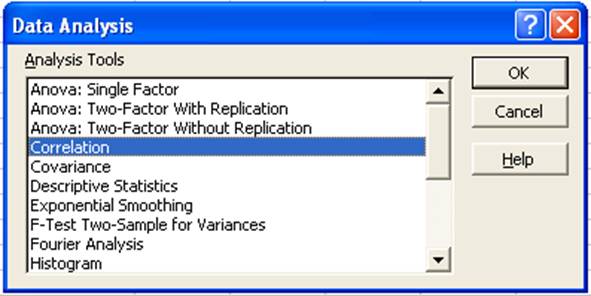 Data Analysis
Analysis Tools
Anova: Single Factor
Anova: Two-Factor With Replication
Anova: Two-Factor Without Replication
Correlation
Covariance
Descriptive Statistics
Exponential Smoothing
F-Test Two-Sample for Variances
Fourier Analysis
Histogram
OK
Cancel
Help